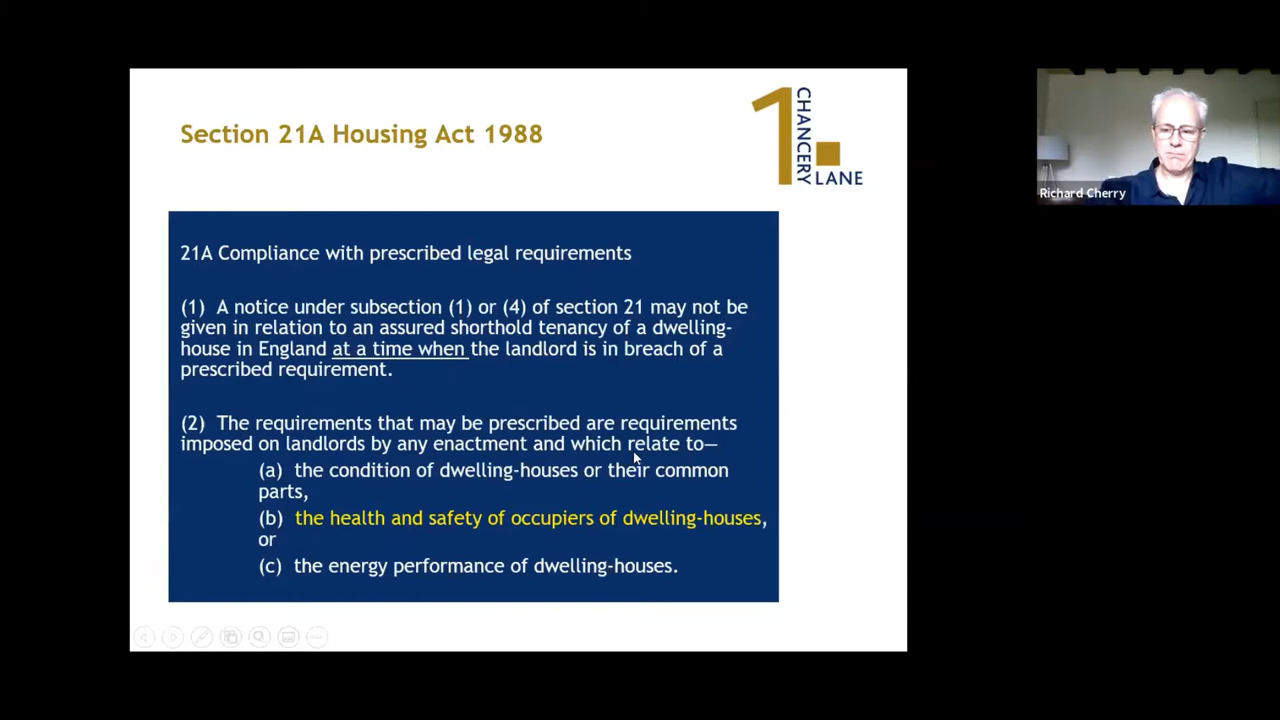 Section 21A Housing Act 1988
1
CHANCERY
LANE
Richard Cherry
21A Compliance with prescribed legal requirements
(1) A notice under subsection (1) or (4) of section 21 may not be
given in relation to an assured shorthold tenancy of a dwelling-
house in England at a time when the landlord is in breach of a
prescribed requirement.
(2) The requirements that may be prescribed are requirements
imposed on landlords by any enactment and which relate to—
(a) the condition of dwelling-houses or their common
parts,
(b) the health and safety of occupiers of dwelling-houses,
or
(c) the energy performance of dwelling-houses.